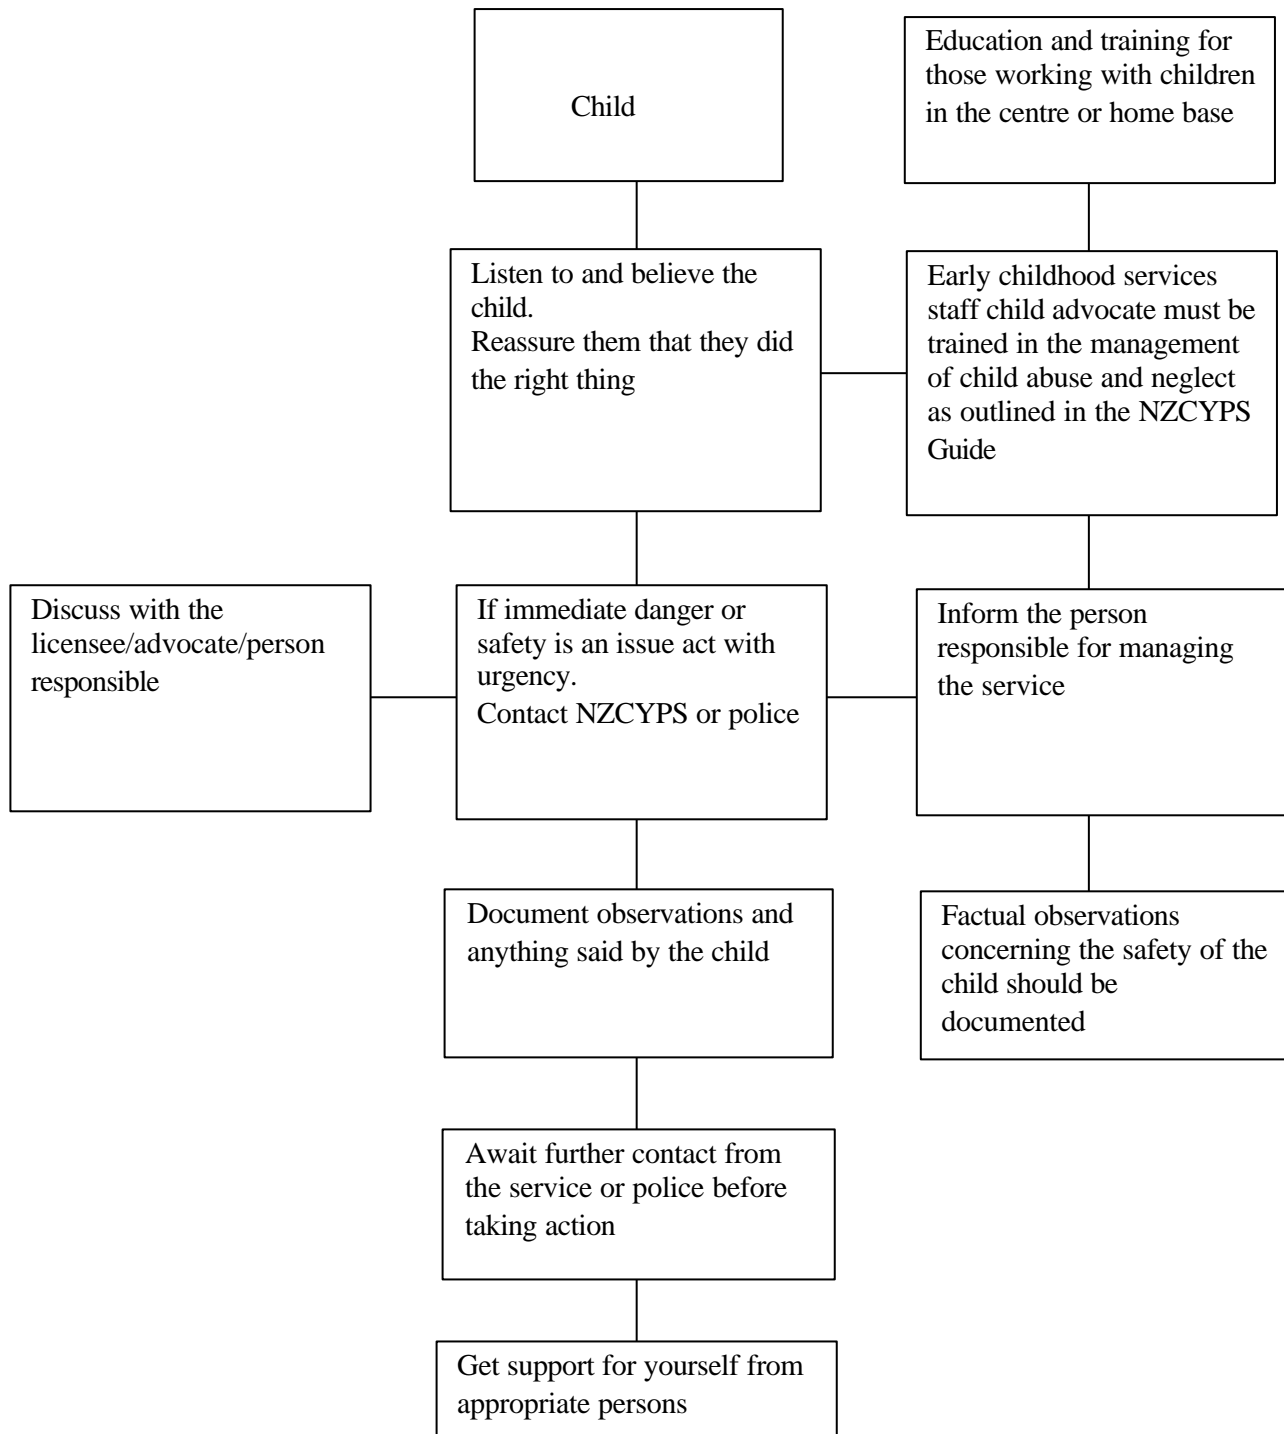 Child
Education and training for
those working with children
in the centre or home base
Listen to and believe the
child.
Reassure them that they did
the right thing
Early childhood services
staff child advocate must be
trained in the management
of child abuse and neglect
as outlined in the NZCYPS
Guide
Discuss with the
licensee/advocate/person
responsible
If immediate danger or
safety is an issue act with
urgency.
Contact NZCYPS or police
Inform the person
responsible for managing
the service
Document observations and
anything said by the child
Factual observations
concerning the safety of the
child should be
documented
Await further contact from
the service or police before
taking action
Get support for yourself from
appropriate persons